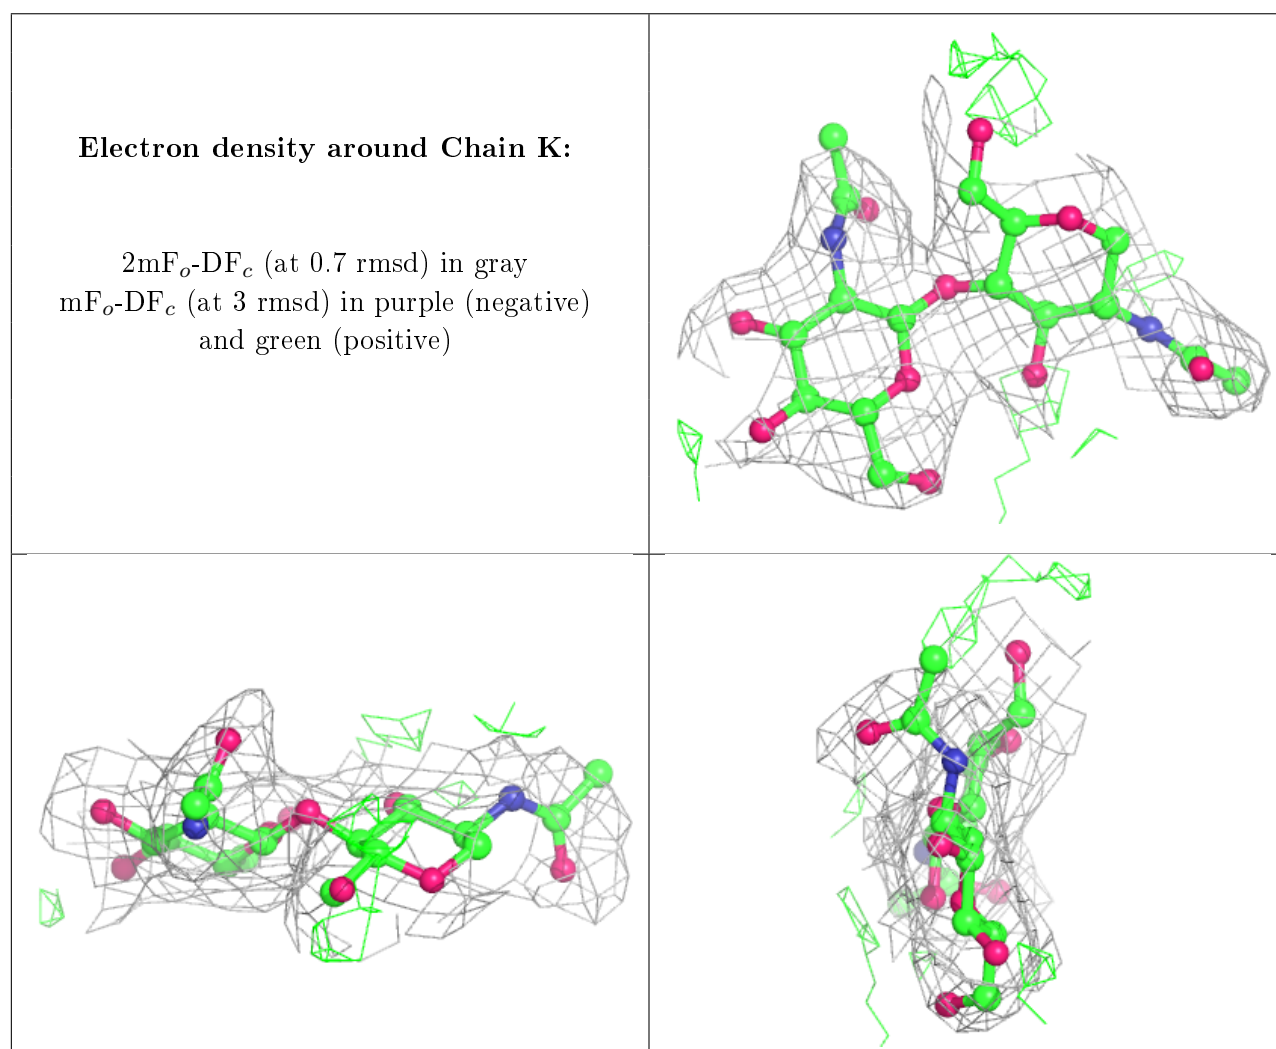 Electron density around Chain K:
2mFo-DFc (at 0.7 rmsd) in gray
mFo-DFc (at 3 rmsd) in purple (negative)
and green (positive)